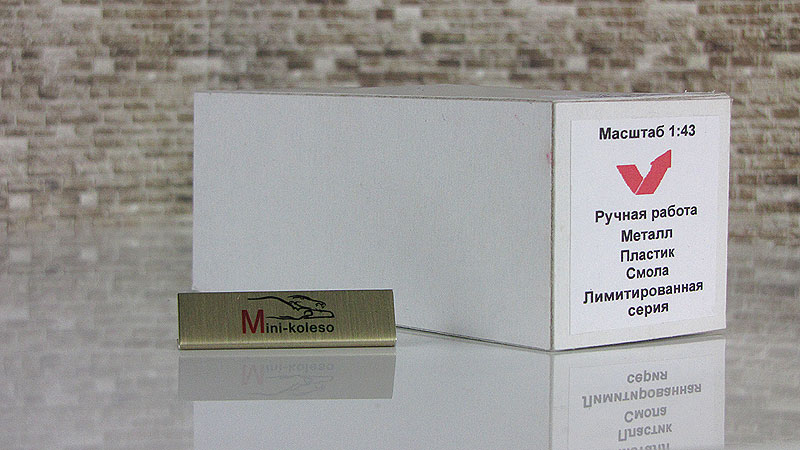 Масштаб 1:43
Ручная работа
Металл
Пластик
Смола
Лимитированная
серия
Mini-koleso